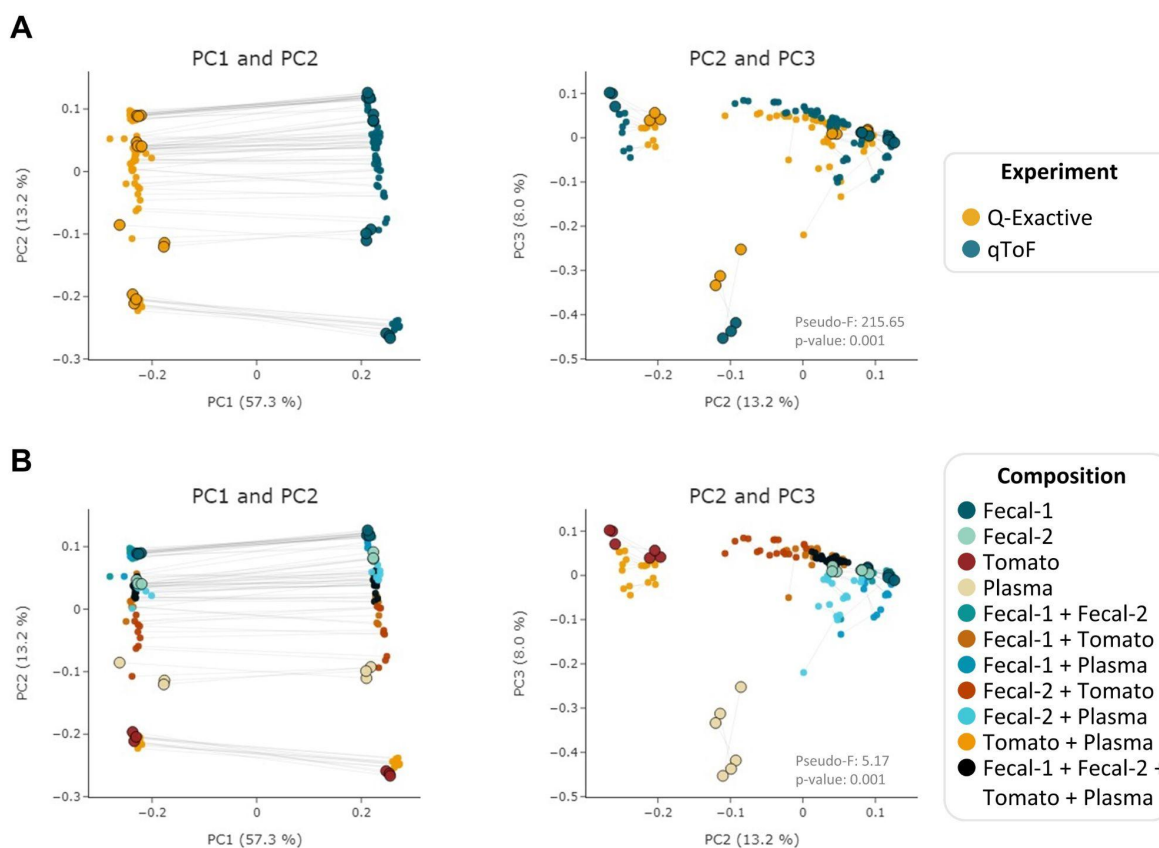 A
PC1 and PC2
0.1
0
−0.1
−0.2
−0.3
PC2 (13.2 %)
−0.2
0
0.2
PC1 (57.3 %)
PC2 and PC3
0.1
0
−0.1
−0.2
−0.3
−0.4
−0.5
PC3 (8.0 %)
Pseudo-F: 215.65
p-value: 0.001
−0.2
−0.1
0
0.1
PC2 (13.2 %)
Experiment
Q-Exactive
qToF
B
PC1 and PC2
0.1
0
−0.1
−0.2
−0.3
PC2 (13.2 %)
−0.2
0
0.2
PC1 (57.3 %)
PC2 and PC3
0.1
0
−0.1
−0.2
−0.3
−0.4
−0.5
PC3 (8.0 %)
Pseudo-F: 5.17
p-value: 0.001
−0.2
−0.1
0
0.1
PC2 (13.2 %)
Composition
Fecal-1
Fecal-2
Tomato
Plasma
Fecal-1 + Fecal-2
Fecal-1 + Tomato
Fecal-1 + Plasma
Fecal-2 + Tomato
Fecal-2 + Plasma
Tomato + Plasma
Fecal-1 + Fecal-2 +
Tomato + Plasma